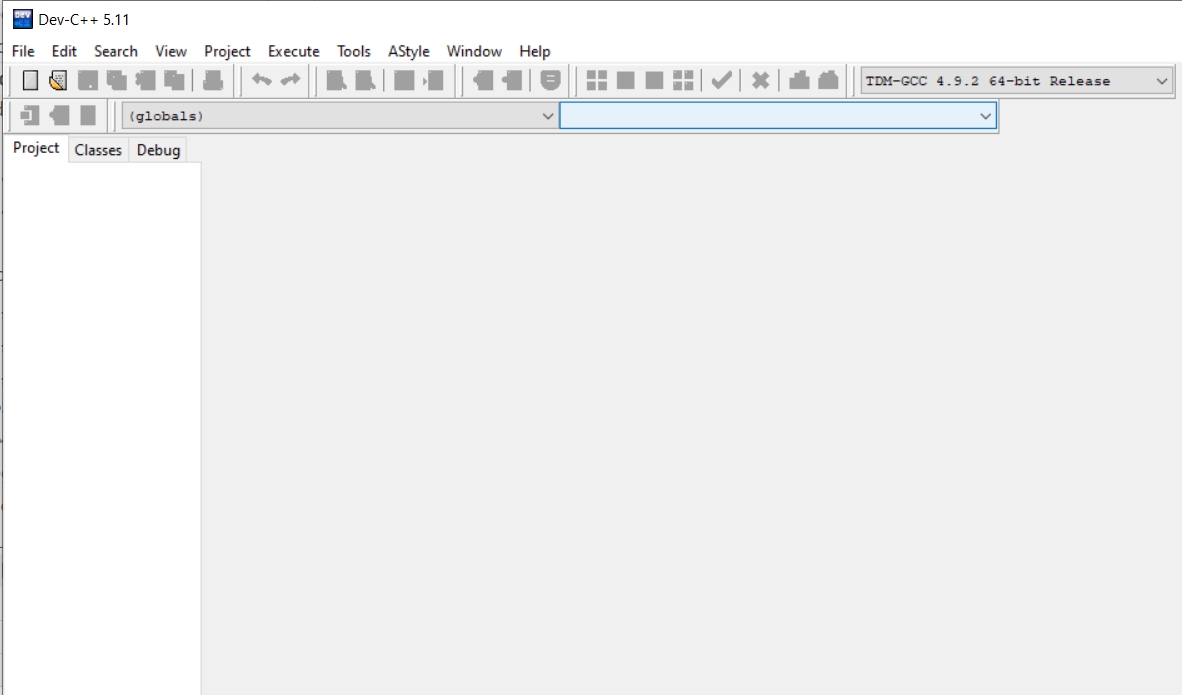 Dev-C++ 5.11
File Edit Search View Project Execute Tools AStyle Window Help
TDM-GCC 4.9.2 64-bit Release
(globals)
Project Classes Debug